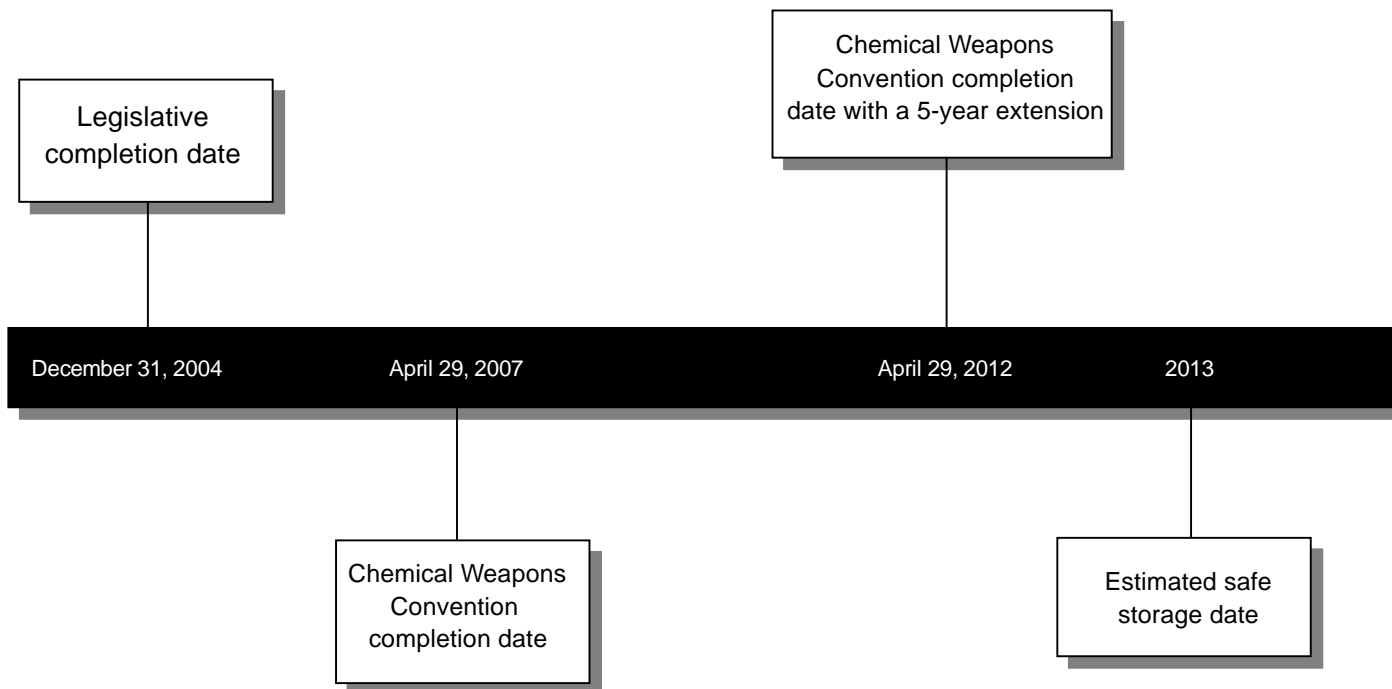 Chemical Weapons
Convention completion
date with a 5-year extension
Legislative
completion date
December 31, 2004
April 29, 2007
April 29, 2012
2013
Chemical Weapons
Convention
completion date
Estimated safe
storage date